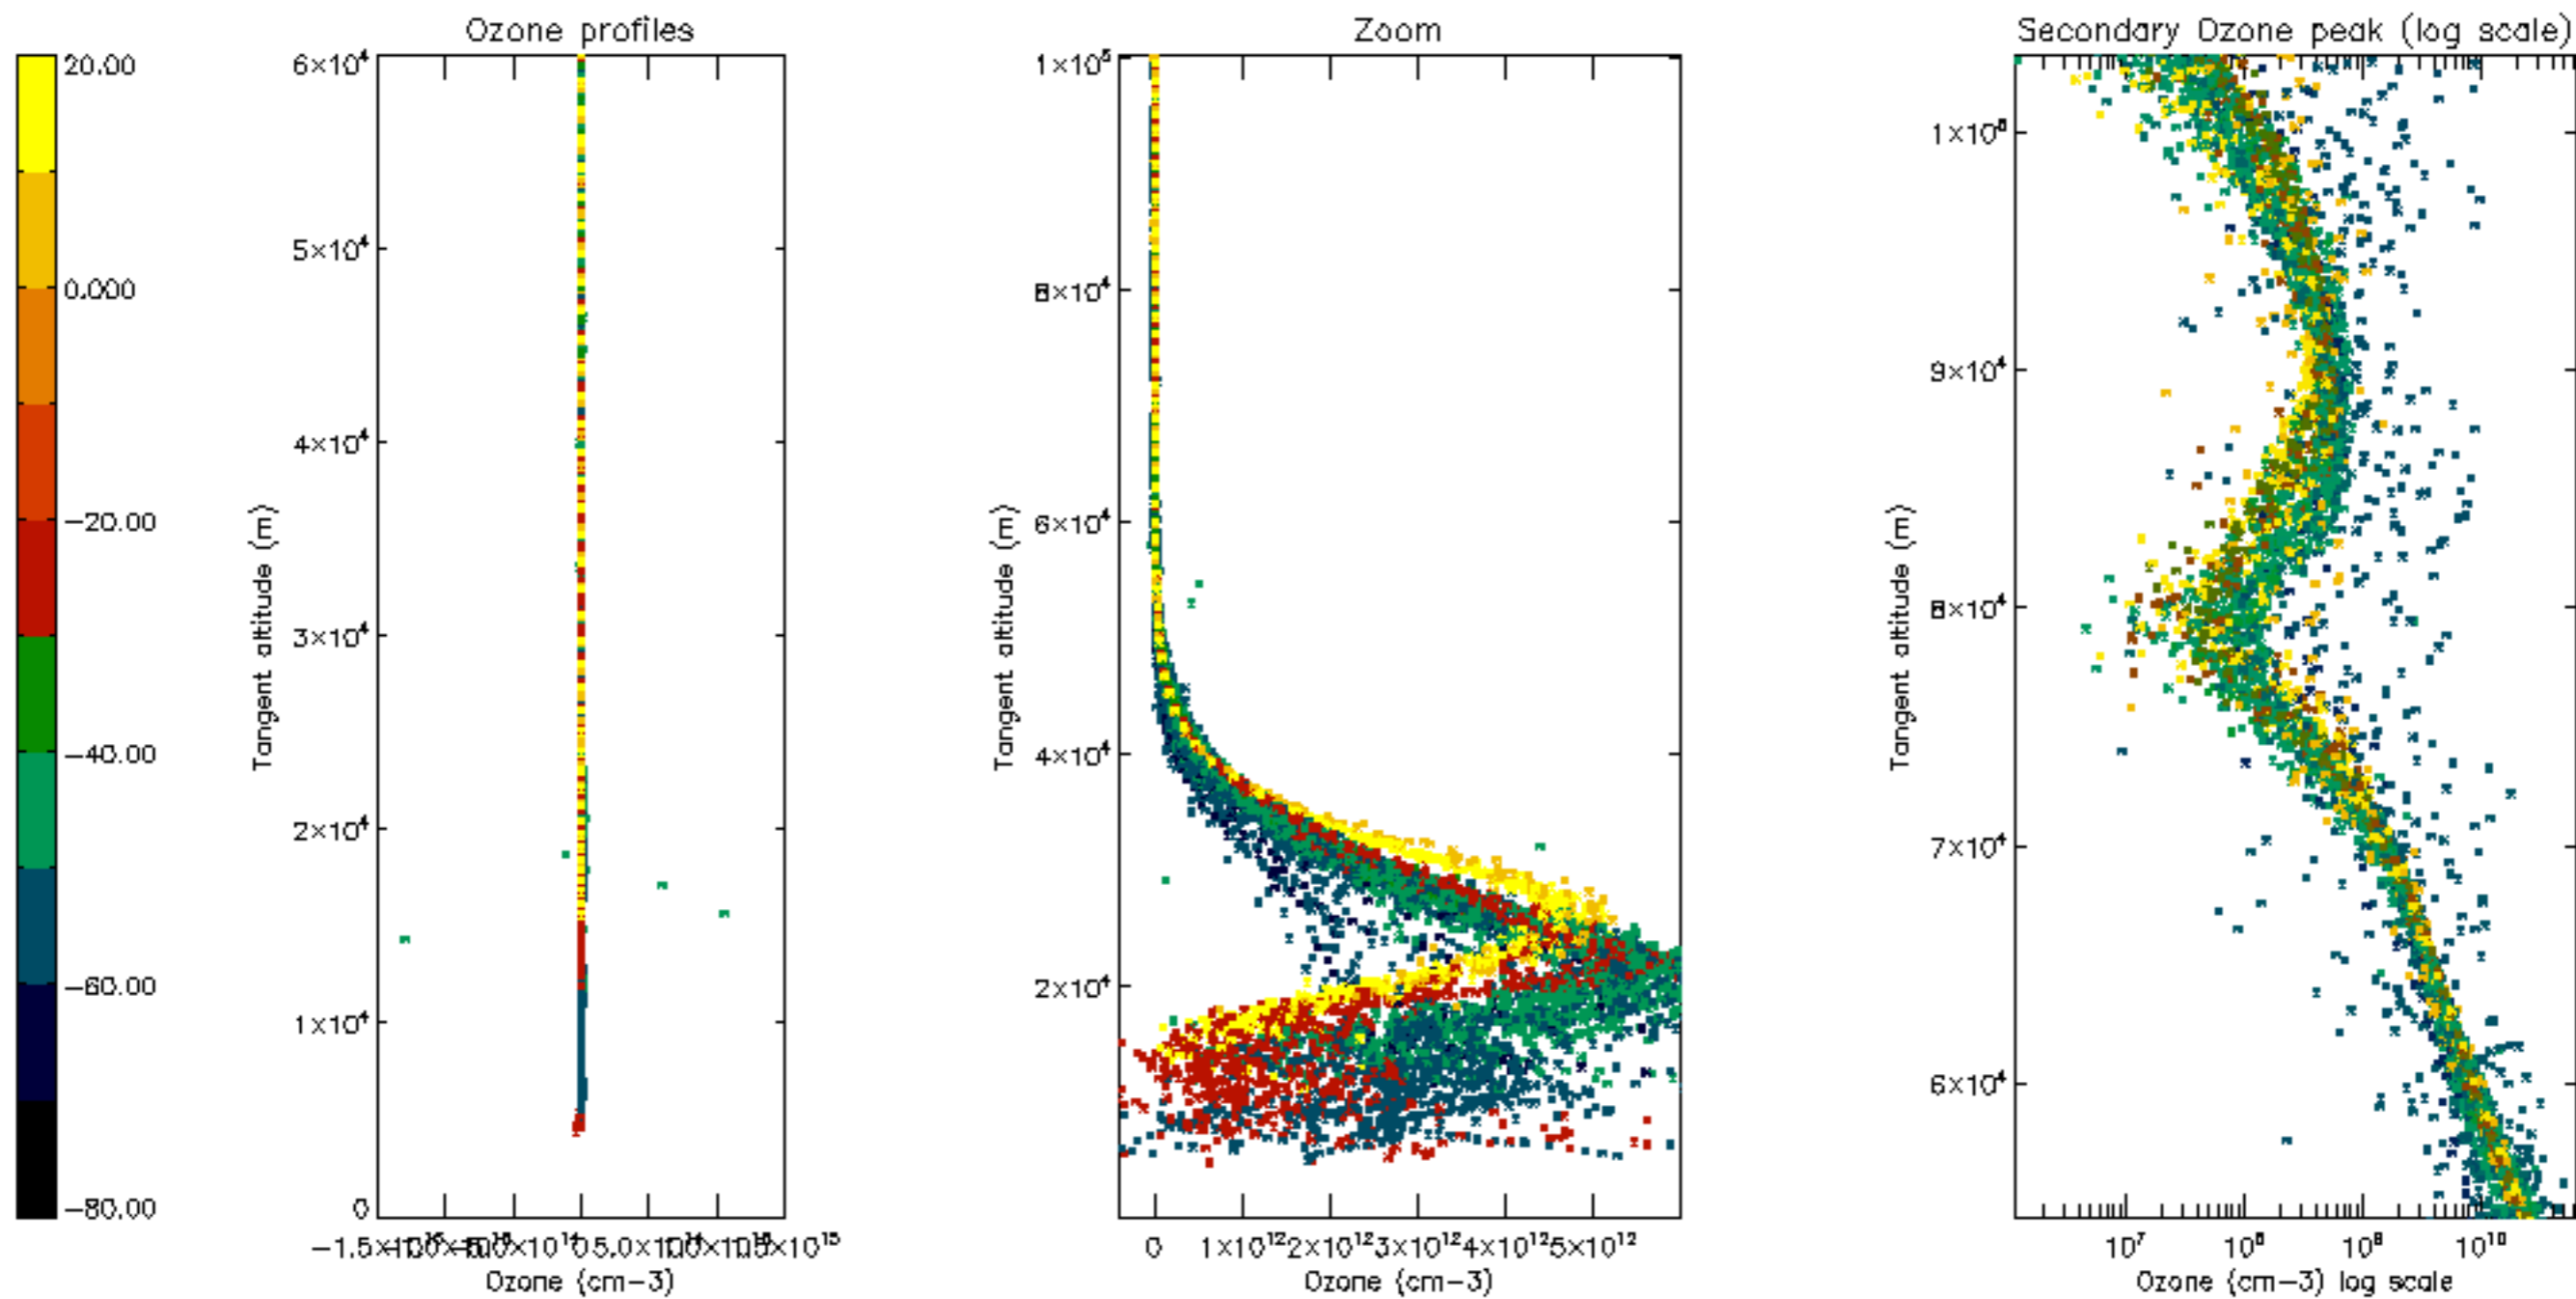 Ozone profiles
Zoom
Secondary Ozone peak (log scale)
20.00
0.000
−20.00
−40.00
−60.00
−80.00
6×10⁴
5×10⁴
4×10⁴
3×10⁴
2×10⁴
1×10⁴
0
Tangent altitude (m)
Ozone (cm−3)
1×10⁵
8×10⁴
6×10⁴
4×10⁴
2×10⁴
Tangent altitude (m)
0 1×10¹² 2×10¹² 3×10¹² 4×10¹² 5×10¹²
Ozone (cm−3)
9×10⁴
8×10⁴
7×10⁴
6×10⁴
Tangent altitude (m)
10⁷ 10⁸ 10⁹ 10¹⁰
Ozone (cm−3) log scale